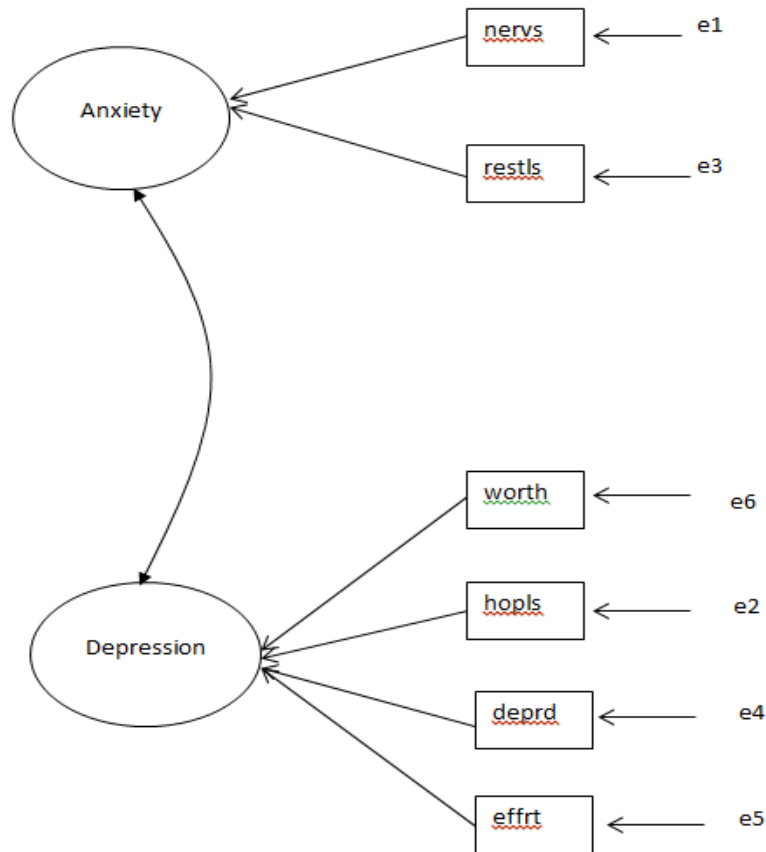 nervs
e1
Anxiety
restls
e3
worth
e6
hopls
e2
Depression
deprd
e4
effrt
e5